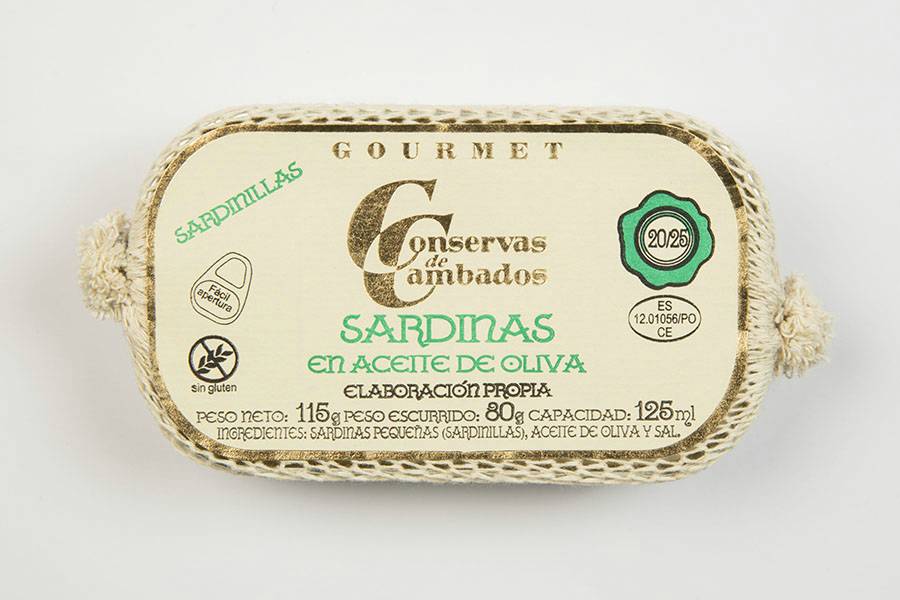 GOURMET
SARDINILLAS
Conservas
de
Cambados
20/25
Fácil
apertura
ES
12.01056/PO
CE
sin gluten
SARDINAS
EN ACEITE DE OLIVA
ELABORACIÓN PROPIA
PESO NETO: 115g PESO ESCURRIDO: 80g CAPACIDAD: 125 ml
INGREDIENTES: SARDINAS PEQUEÑAS (SARDINILLAS), ACEITE DE OLIVA Y SAL.